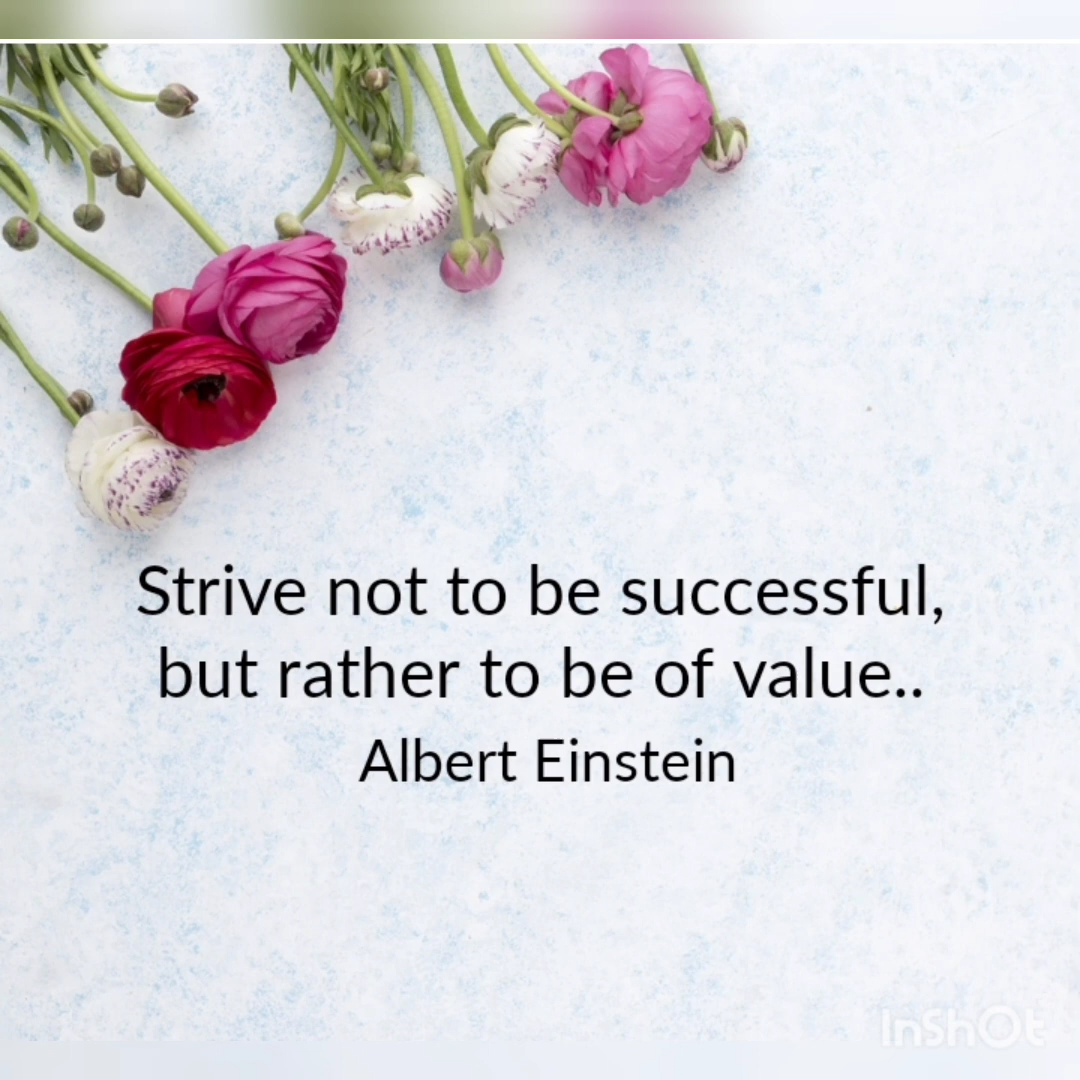 Strive not to be successful,
but rather to be of value..
Albert Einstein
InShOt